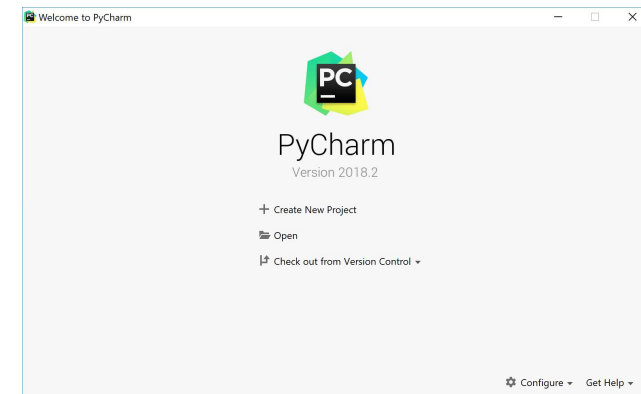 Welcome to PyCharm
PC
PyCharm
Version 2018.2
Create New Project
Open
Check out from Version Control
Configure Get Help